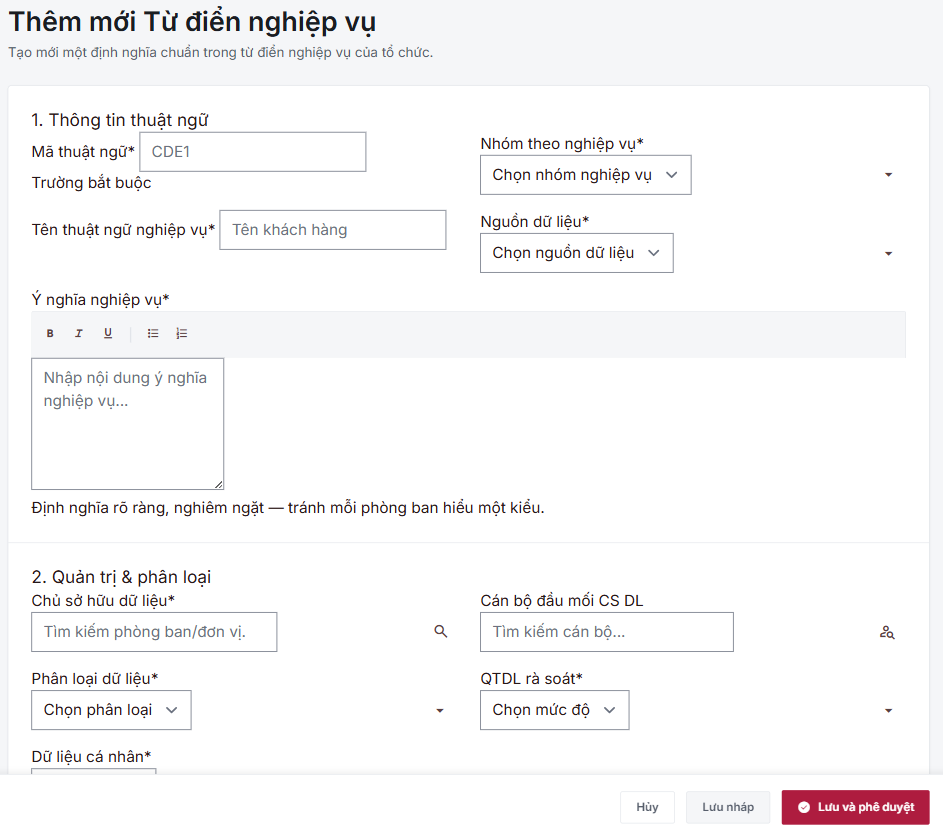 Thêm mới Từ điển nghiệp vụ
Tạo mới một định nghĩa chuẩn trong từ điển nghiệp vụ của tổ chức.
1. Thông tin thuật ngữ
Mã thuật ngữ* CDE1
Trường bắt buộc
Nhóm theo nghiệp vụ*
Chọn nhóm nghiệp vụ
Tên thuật ngữ nghiệp vụ* Tên khách hàng
Nguồn dữ liệu*
Chọn nguồn dữ liệu
Ý nghĩa nghiệp vụ*
B I U
Nhập nội dung ý nghĩa
nghiệp vụ...
Định nghĩa rõ ràng, nghiêm ngặt — tránh mỗi phòng ban hiểu một kiểu.
2. Quản trị & phân loại
Chủ sở hữu dữ liệu*
Tìm kiếm phòng ban/đơn vị.
Cán bộ đầu mối CS DL
Tìm kiếm cán bộ...
Phân loại dữ liệu*
Chọn phân loại
QTDL rà soát*
Chọn mức độ
Dữ liệu cá nhân*
Hủy
Lưu nháp
Lưu và phê duyệt